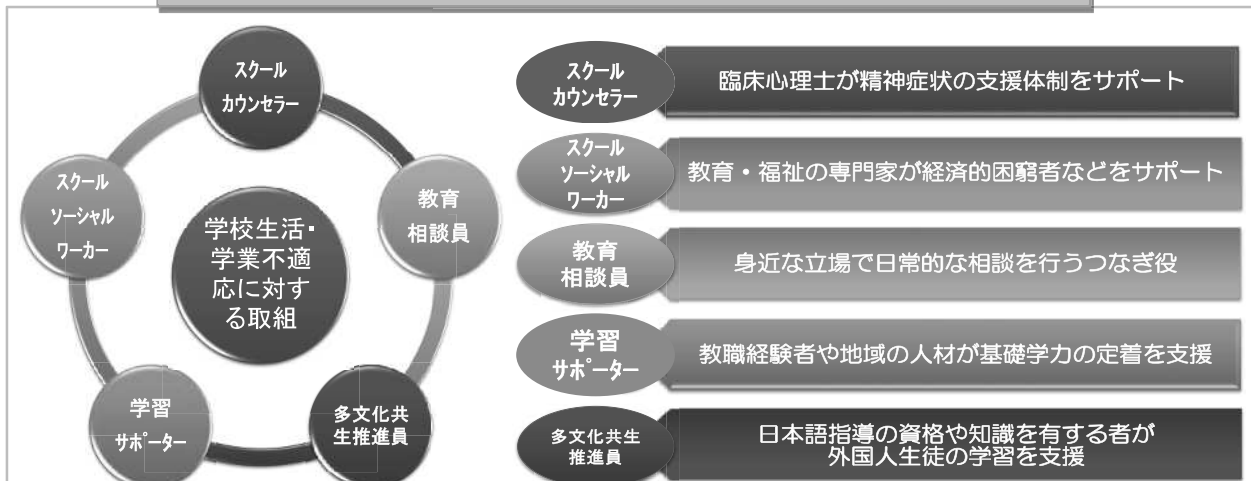 スクール
カウンセラー
教育
相談員
多文化共
生推進員
学習
サポーター
スクール
ソーシャル
ワーカー
学校生活・
学業不適
応に対す
る取組
スクール
カウンセラー
臨床心理士が精神症状の支援体制をサポート
スクール
ソーシャル
ワーカー
教育・福祉の専門家が経済的困窮者などをサポート
教育
相談員
身近な立場で日常的な相談を行うつなぎ役
学習
サポーター
教職経験者や地域の人材が基礎学力の定着を支援
多文化共生
推進員
日本語指導の資格や知識を有する者が
外国人生徒の学習を支援